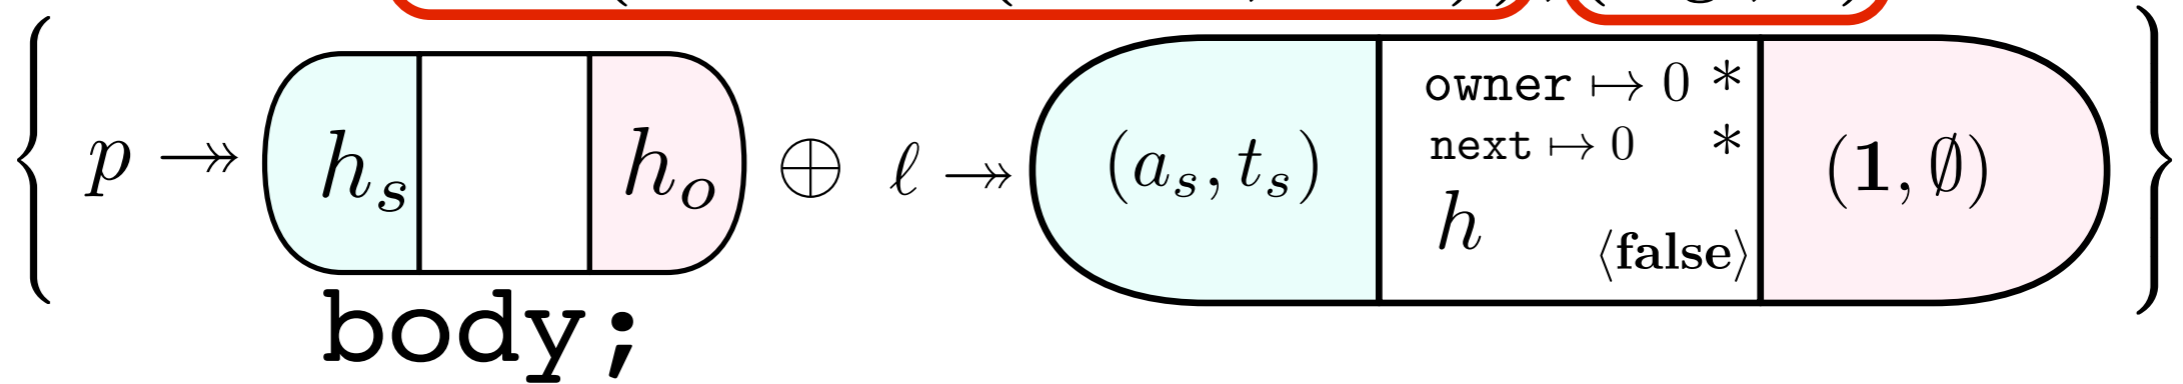 { p ↠ h_s h_o ⊕ ℓ ↠ (a_s, t_s) owner ↦ 0 * (1, ∅) }
next ↦ 0 *
h
⟨false⟩
body;